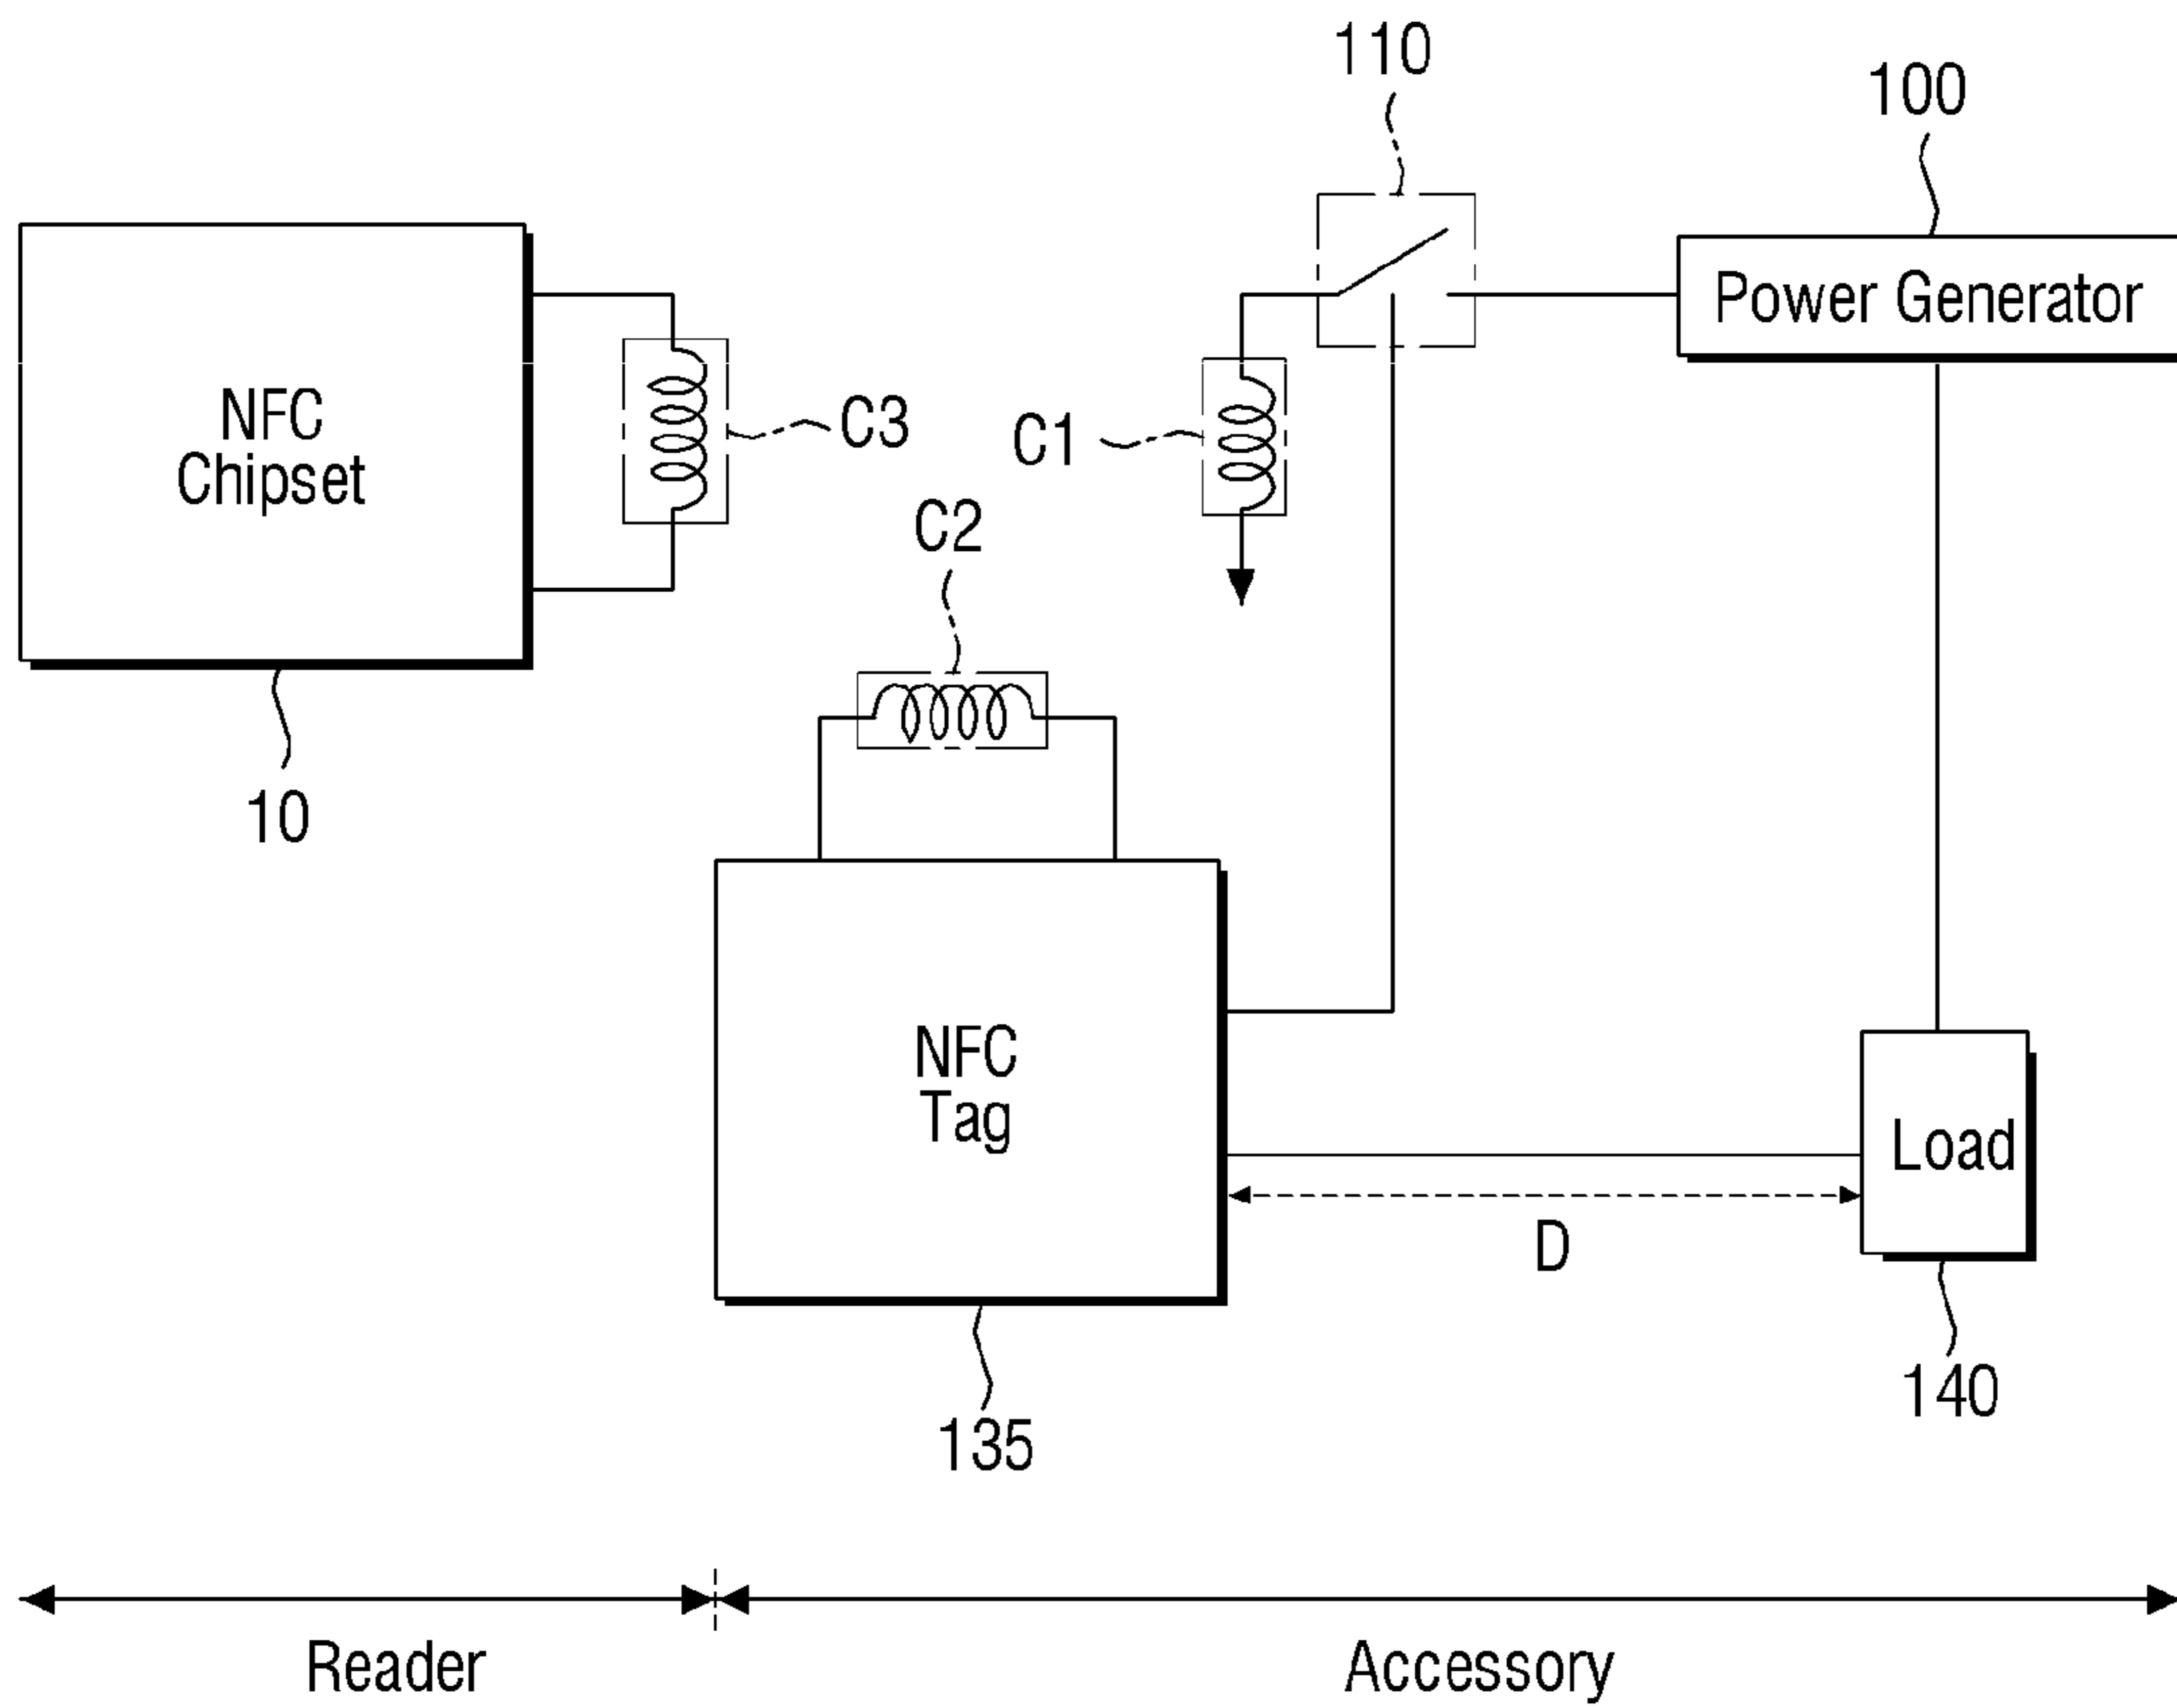 110
100
Power Generator
NFC
Chipset
C3
C1
C2
10
NFC
Tag
Load
D
140
135
Reader
Accessory